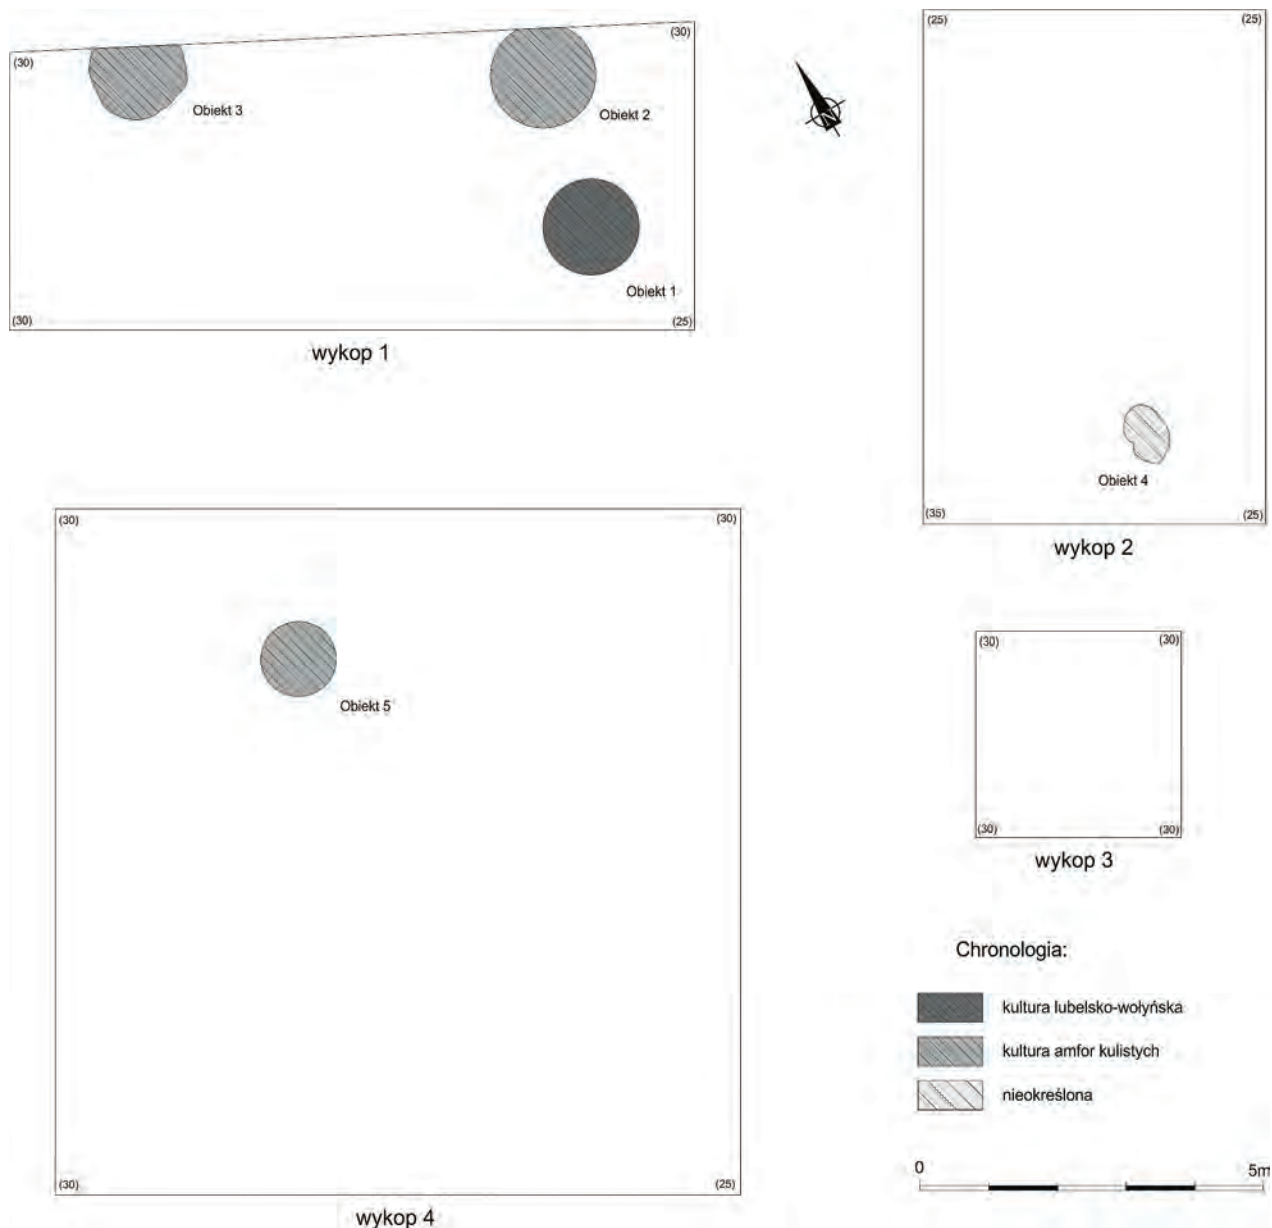 (30)
(30)
Obiekt 3
Obiekt 2
Obiekt 1
(30)
(25)
wykop 1
N
(25)
(25)
Obiekt 4
(35)
(25)
wykop 2
(30)
(30)
Obiekt 5
(30)
(25)
wykop 4
(30)
(30)
(30)
(30)
wykop 3
Chronologia:
kultura lubelsko-wołyńska
kultura amfor kulistych
nieokreślona
0
5m